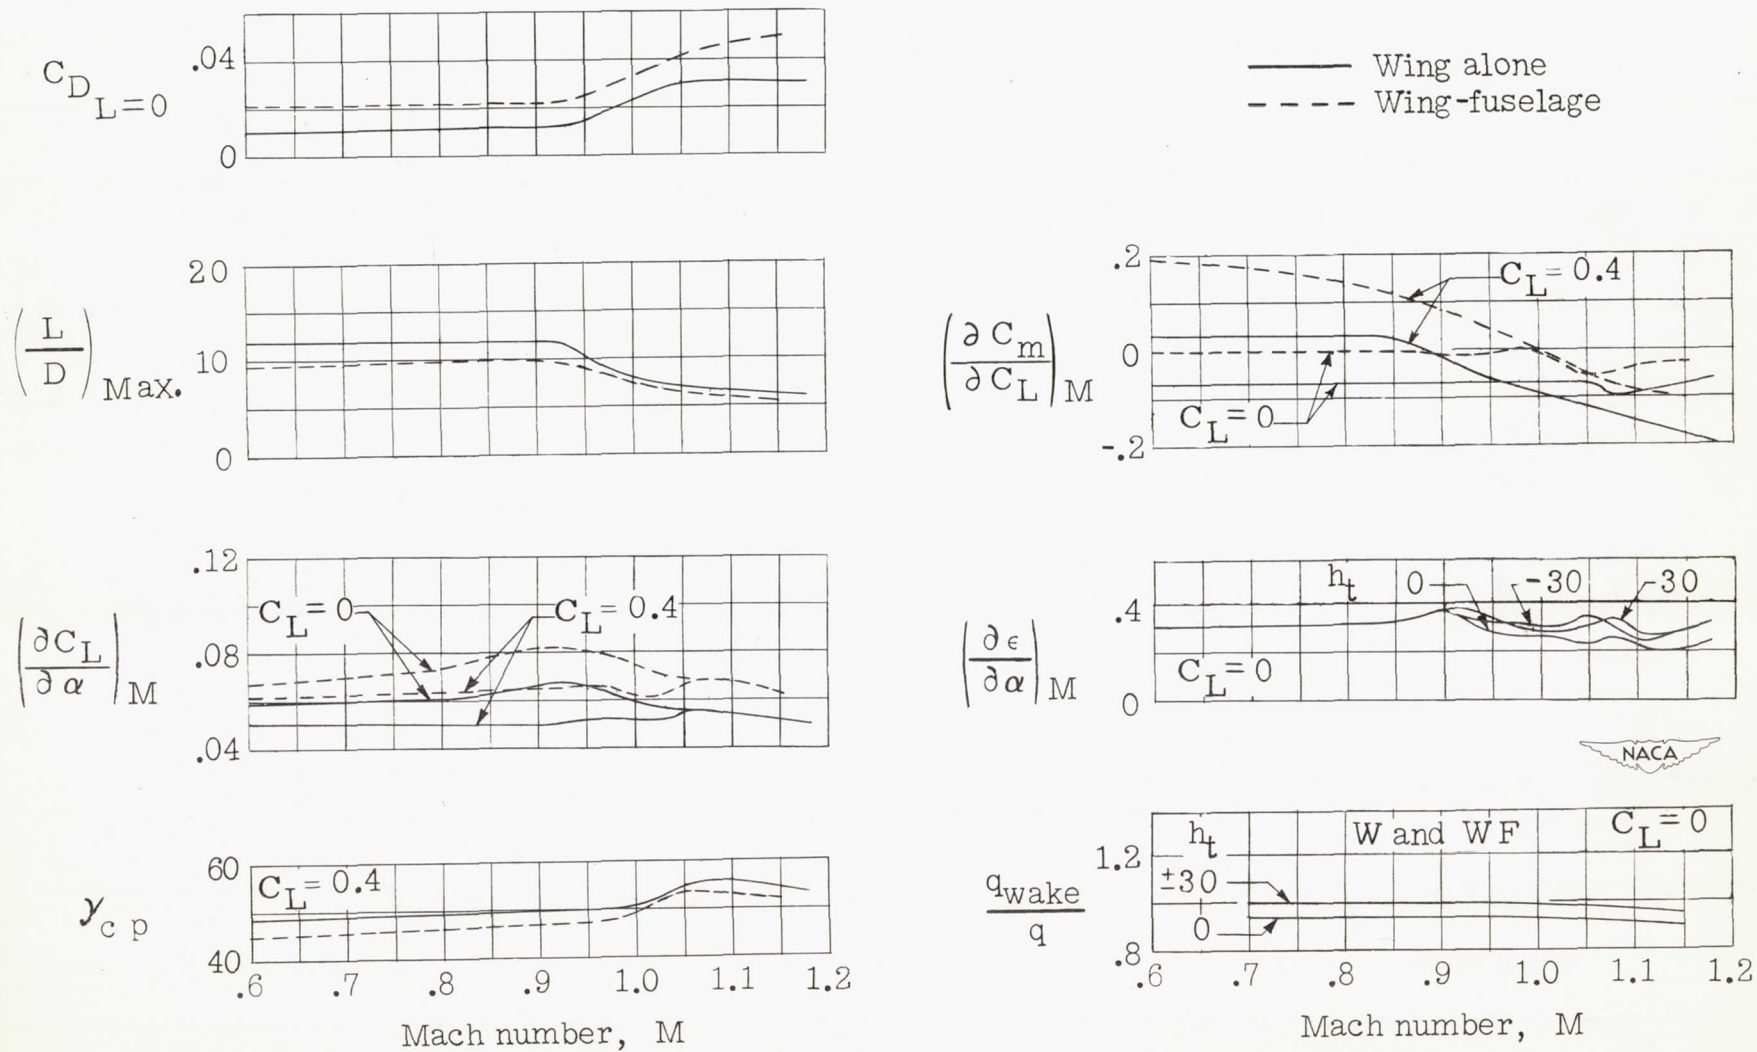 .04
C_D_L=0
0
Wing alone
Wing-fuselage
20
(L/D)Max.
10
0
.2
C_L = 0.4
(∂C_m/∂C_L)_M
0
C_L = 0
-.2
.12
C_L = 0
C_L = 0.4
(∂C_L/∂α)_M
.08
.04
h_t 0 -30 -30
.4
(∂ϵ/∂α)_M
C_L = 0
0
NACA
60
C_L = 0.4
y_c p
40
.6 .7 .8 .9 1.0 1.1 1.2
Mach number, M
h_t W and WF C_L = 0
1.2
±30
q_wake/q
0
.8
.6 .7 .8 .9 1.0 1.1 1.2
Mach number, M